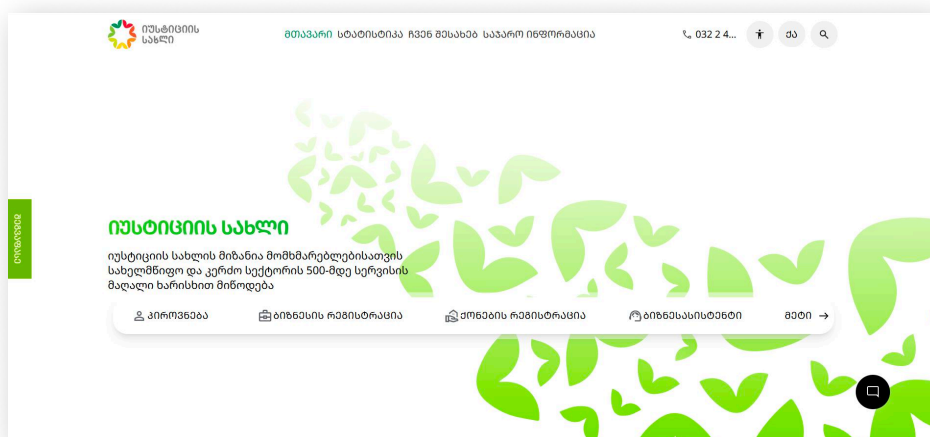 იუსტიციის
სახლი
მთავარი სტატისტიკა ჩვენ შესახებ საჯარო ინფორმაცია
032 2 4...
ქა
იუსტიციის სახლი
იუსტიციის სახლის მიზანია მომხმარებლებისათვის
სახელმწიფო და კერძო სექტორის 500-მდე სერვისის
მაღალი ხარისხით მიწოდება
პიროვნება ბიზნესის რეგისტრაცია ქონების რეგისტრაცია ბიზნესასისტენტი მეტი →